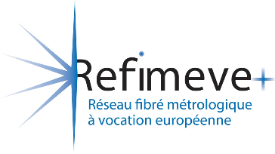 Refimeve+
Réseau fibré métrologique
à vocation européenne